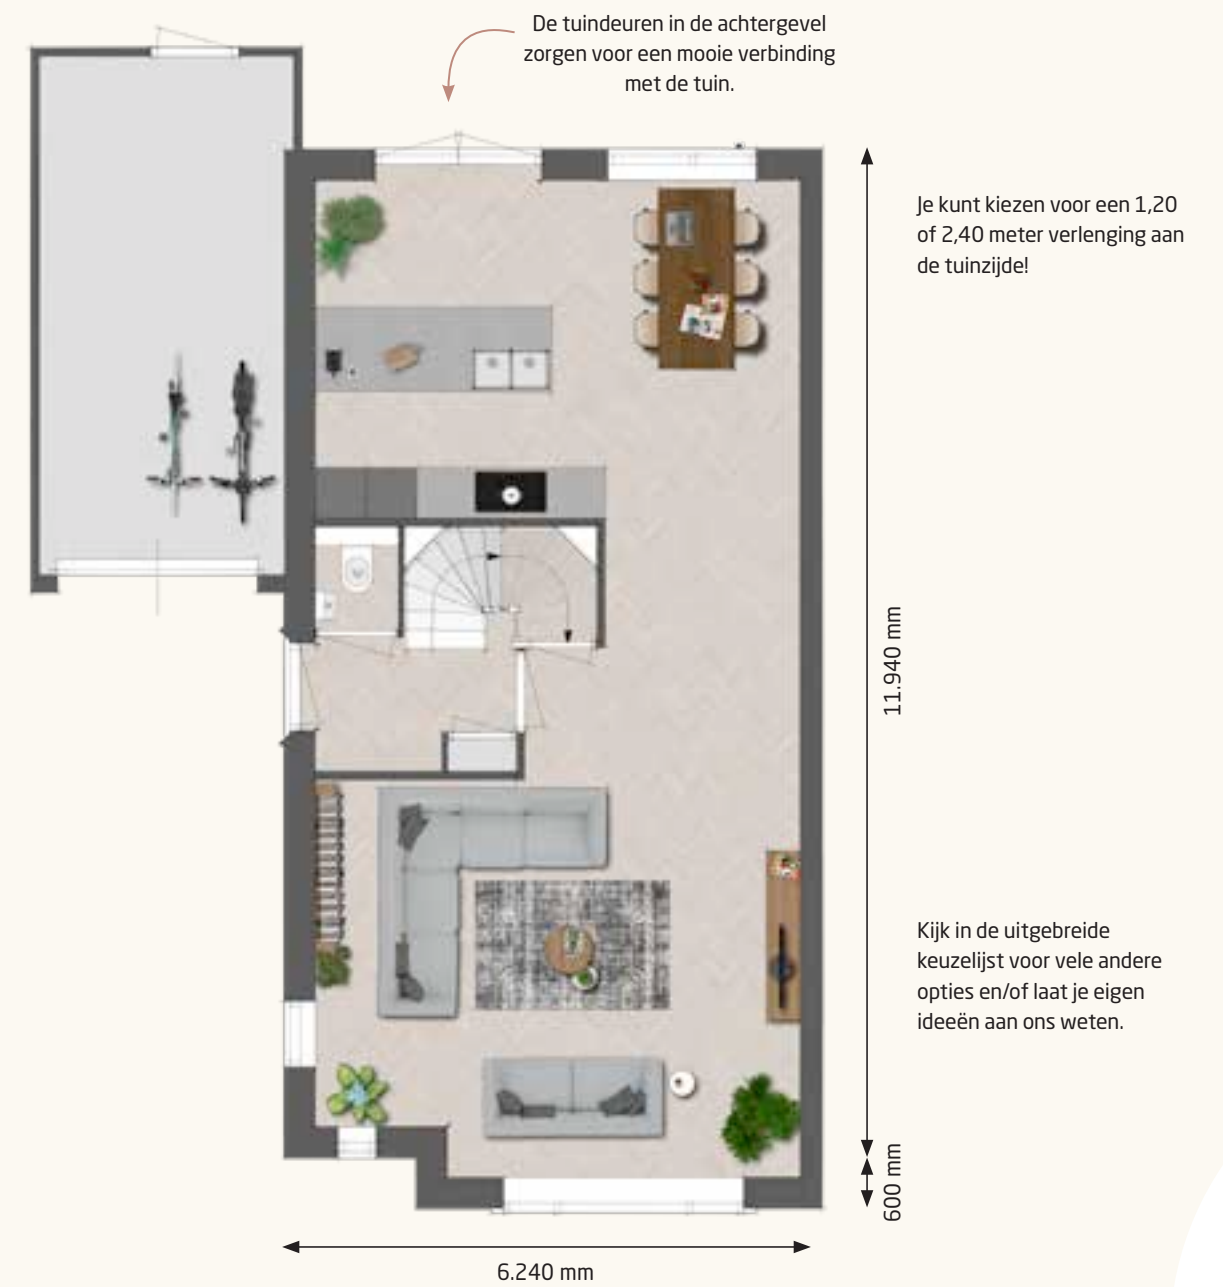 De tuindeuren in de achtergevel
zorgen voor een mooie verbinding
met de tuin.
Je kunt kiezen voor een 1,20
of 2,40 meter verlenging aan
de tuinzijde!
11.940 mm
Kijk in de uitgebreide
keuzelijst voor vele andere
opties en/of laat je eigen
ideeën aan ons weten.
600 mm
6.240 mm